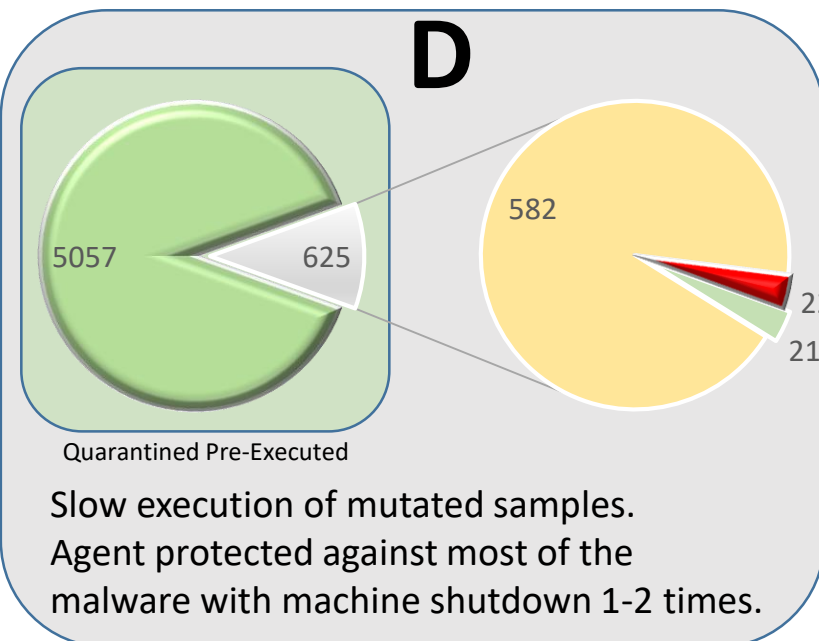 D
5057
625
582
21
Quarantined Pre-Executed
Slow execution of mutated samples.
Agent protected against most of the
malware with machine shutdown 1-2 times.